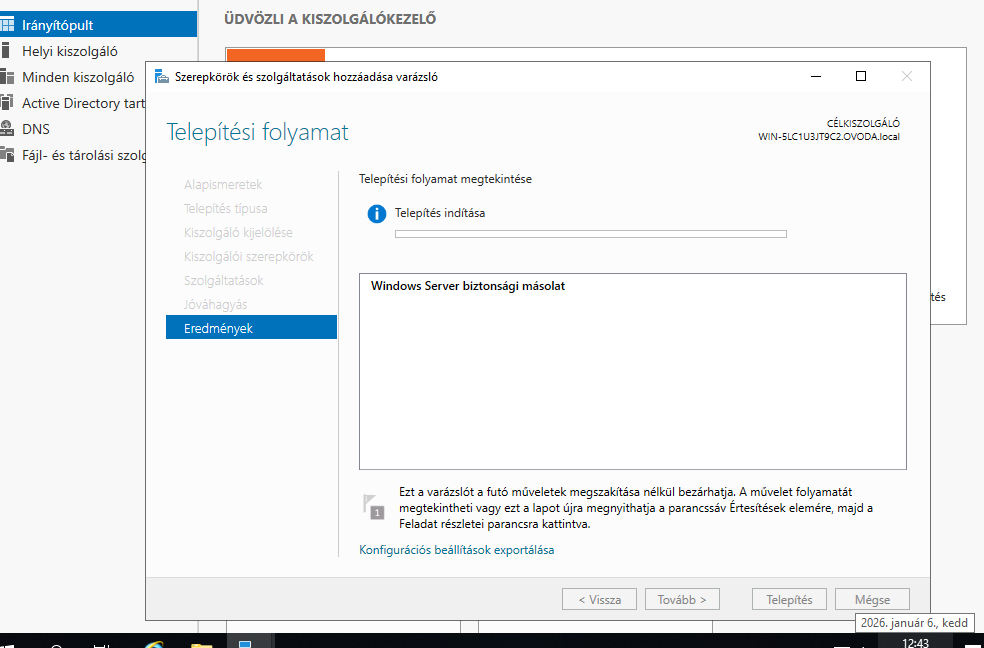 Irányítópult
Helyi kiszolgáló
Minden kiszolgáló
Active Directory tart
DNS
Fájl- és tárolási szolg
ÜDVÖZLI A KISZOLGÁLÓKEZELŐ
Szerepkörök és szolgáltatások hozzáadása varázsló
Telepítési folyamat
CÉLKISZOLGÁLÓ
WIN-5LC1U3JT9C2.OVODA.local
Alapismeretek
Telepítés típusa
Kiszolgáló kijelölése
Kiszolgálói szerepkörök
Szolgáltatások
Jóváhagyás
Eredmények
Telepítési folyamat megtekintése
Telepítés indítása
Windows Server biztonsági másolat
tés
1
Ezt a varázslót a futó műveletek megszakítása nélkül bezárhatja. A művelet folyamatát
megtekintheti vagy ezt a lapot újra megnyithatja a parancssáv Értesítések elemére, majd a
Feladat részletei parancsra kattintva.
Konfigurációs beállítások exportálása
< Vissza
Tovább >
Telepítés
Mégse
2026. január 6., kedd
12:43